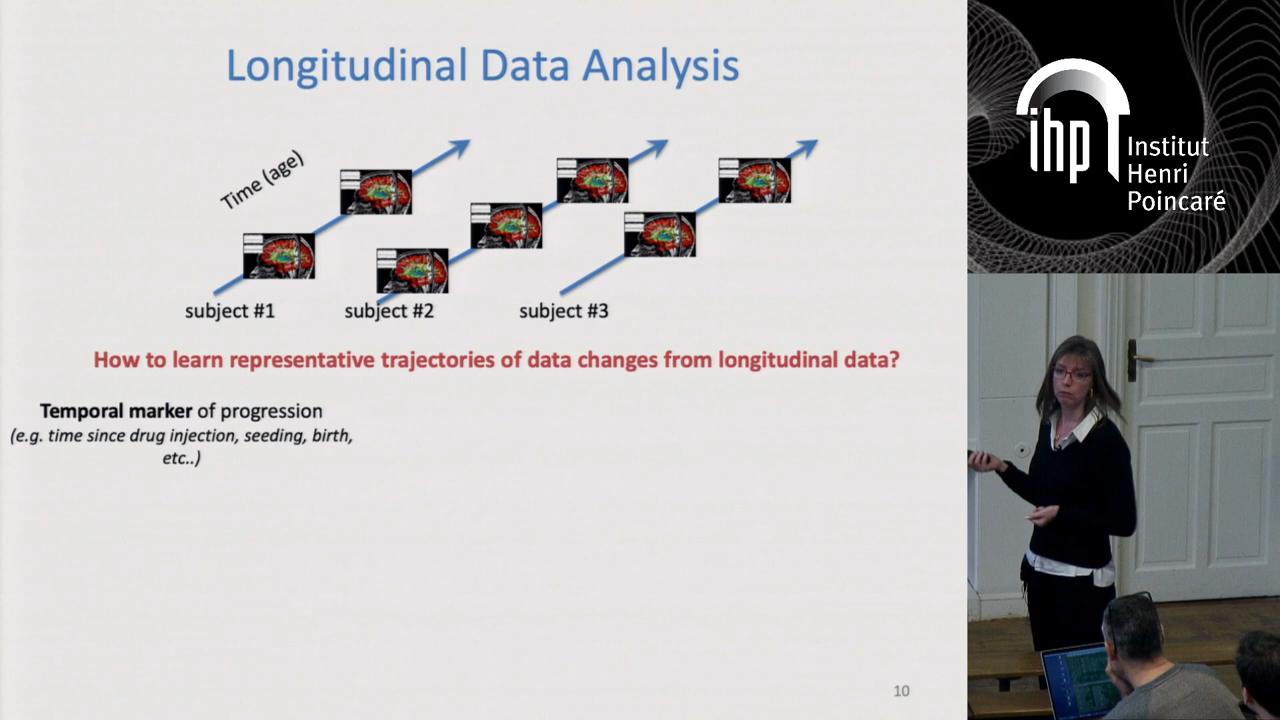 Longitudinal Data Analysis
Time (age)
subject #1
subject #2
subject #3
How to learn representative trajectories of data changes from longitudinal data?
Temporal marker of progression
(e.g. time since drug injection, seeding, birth,
etc..)
10
ihp
Institut
Henri
Poincaré